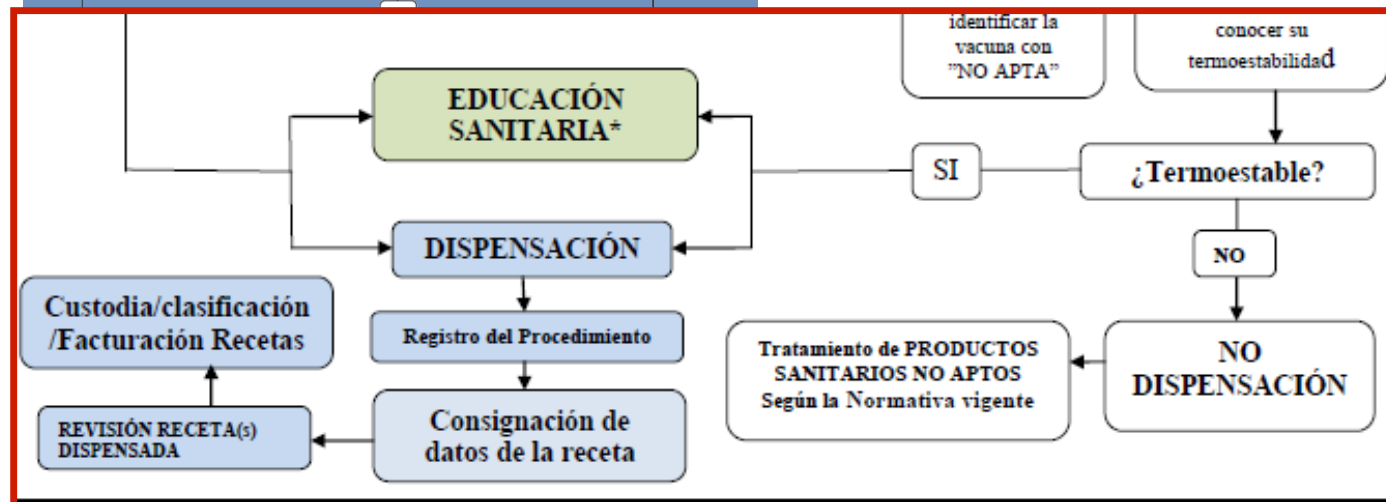 identificar la
vacuna con
”NO APTA”
conocer su
termoestabilidad
EDUCACIÓN
SANITARIA*
SI
¿Termoestable?
DISPENSACIÓN
NO
Custodia/clasificación
/Facturación Recetas
Registro del Procedimiento
Tratamiento de PRODUCTOS
SANITARIOS NO APTOS
Según la Normativa vigente
NO
DISPENSACIÓN
REVISIÓN RECETA(s)
DISPENSADA
Consignación de
datos de la receta